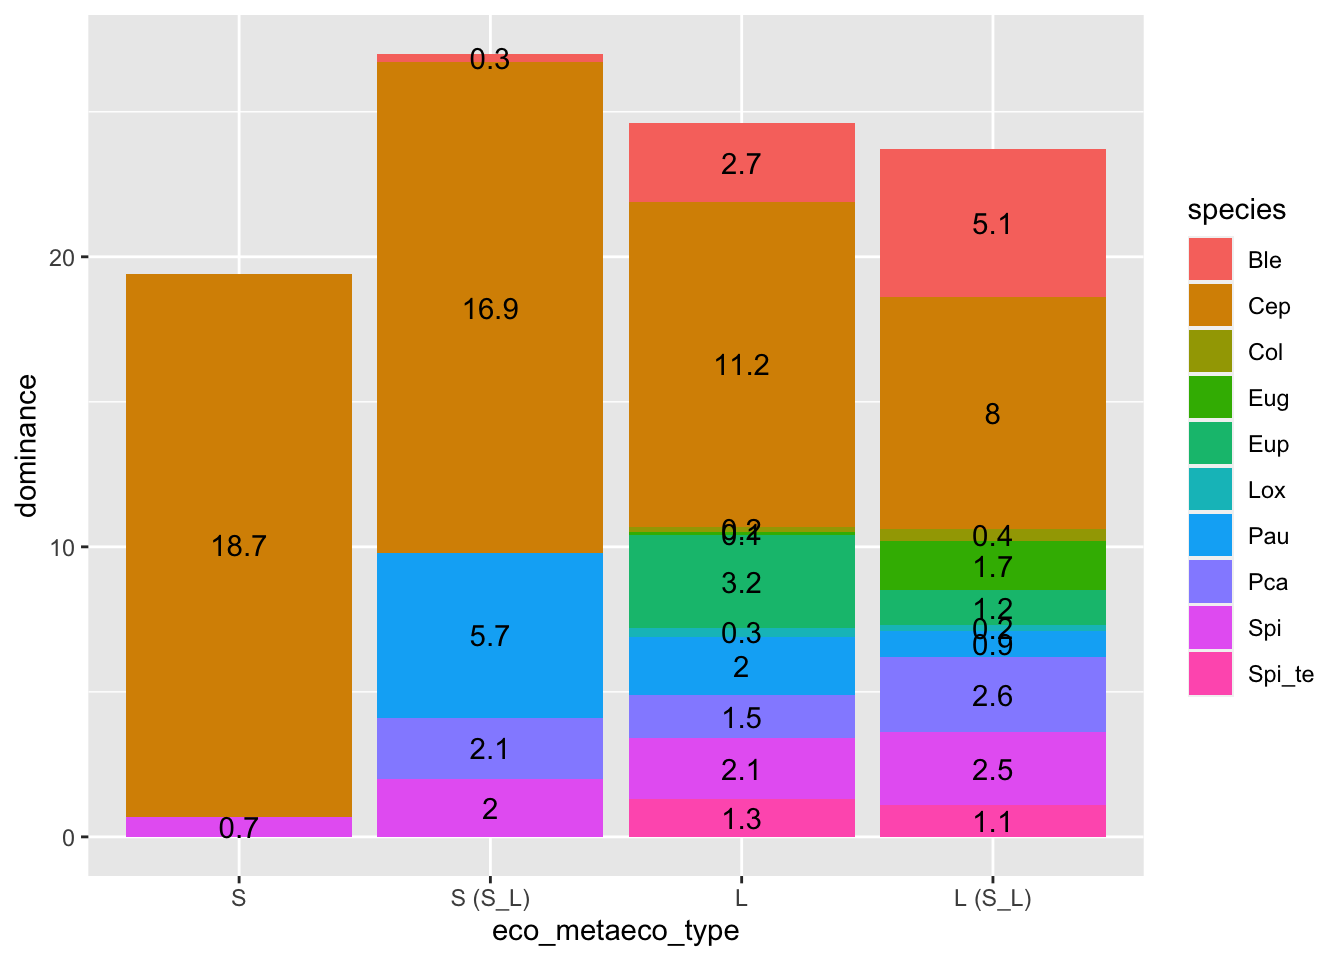 dominance
20
10
0
18.7
0.7
0.3
16.9
5.7
2.1
2
2.7
11.2
0.2
0.1
3.2
0.3
2
1.5
2.1
1.3
5.1
8
0.4
1.7
1.2
0.2
0.9
2.6
2.5
1.1
S
S (S_L)
L
L (S_L)
eco_metaeco_type
species
Ble
Cep
Col
Eug
Eup
Lox
Pau
Pca
Spi
Spi_te